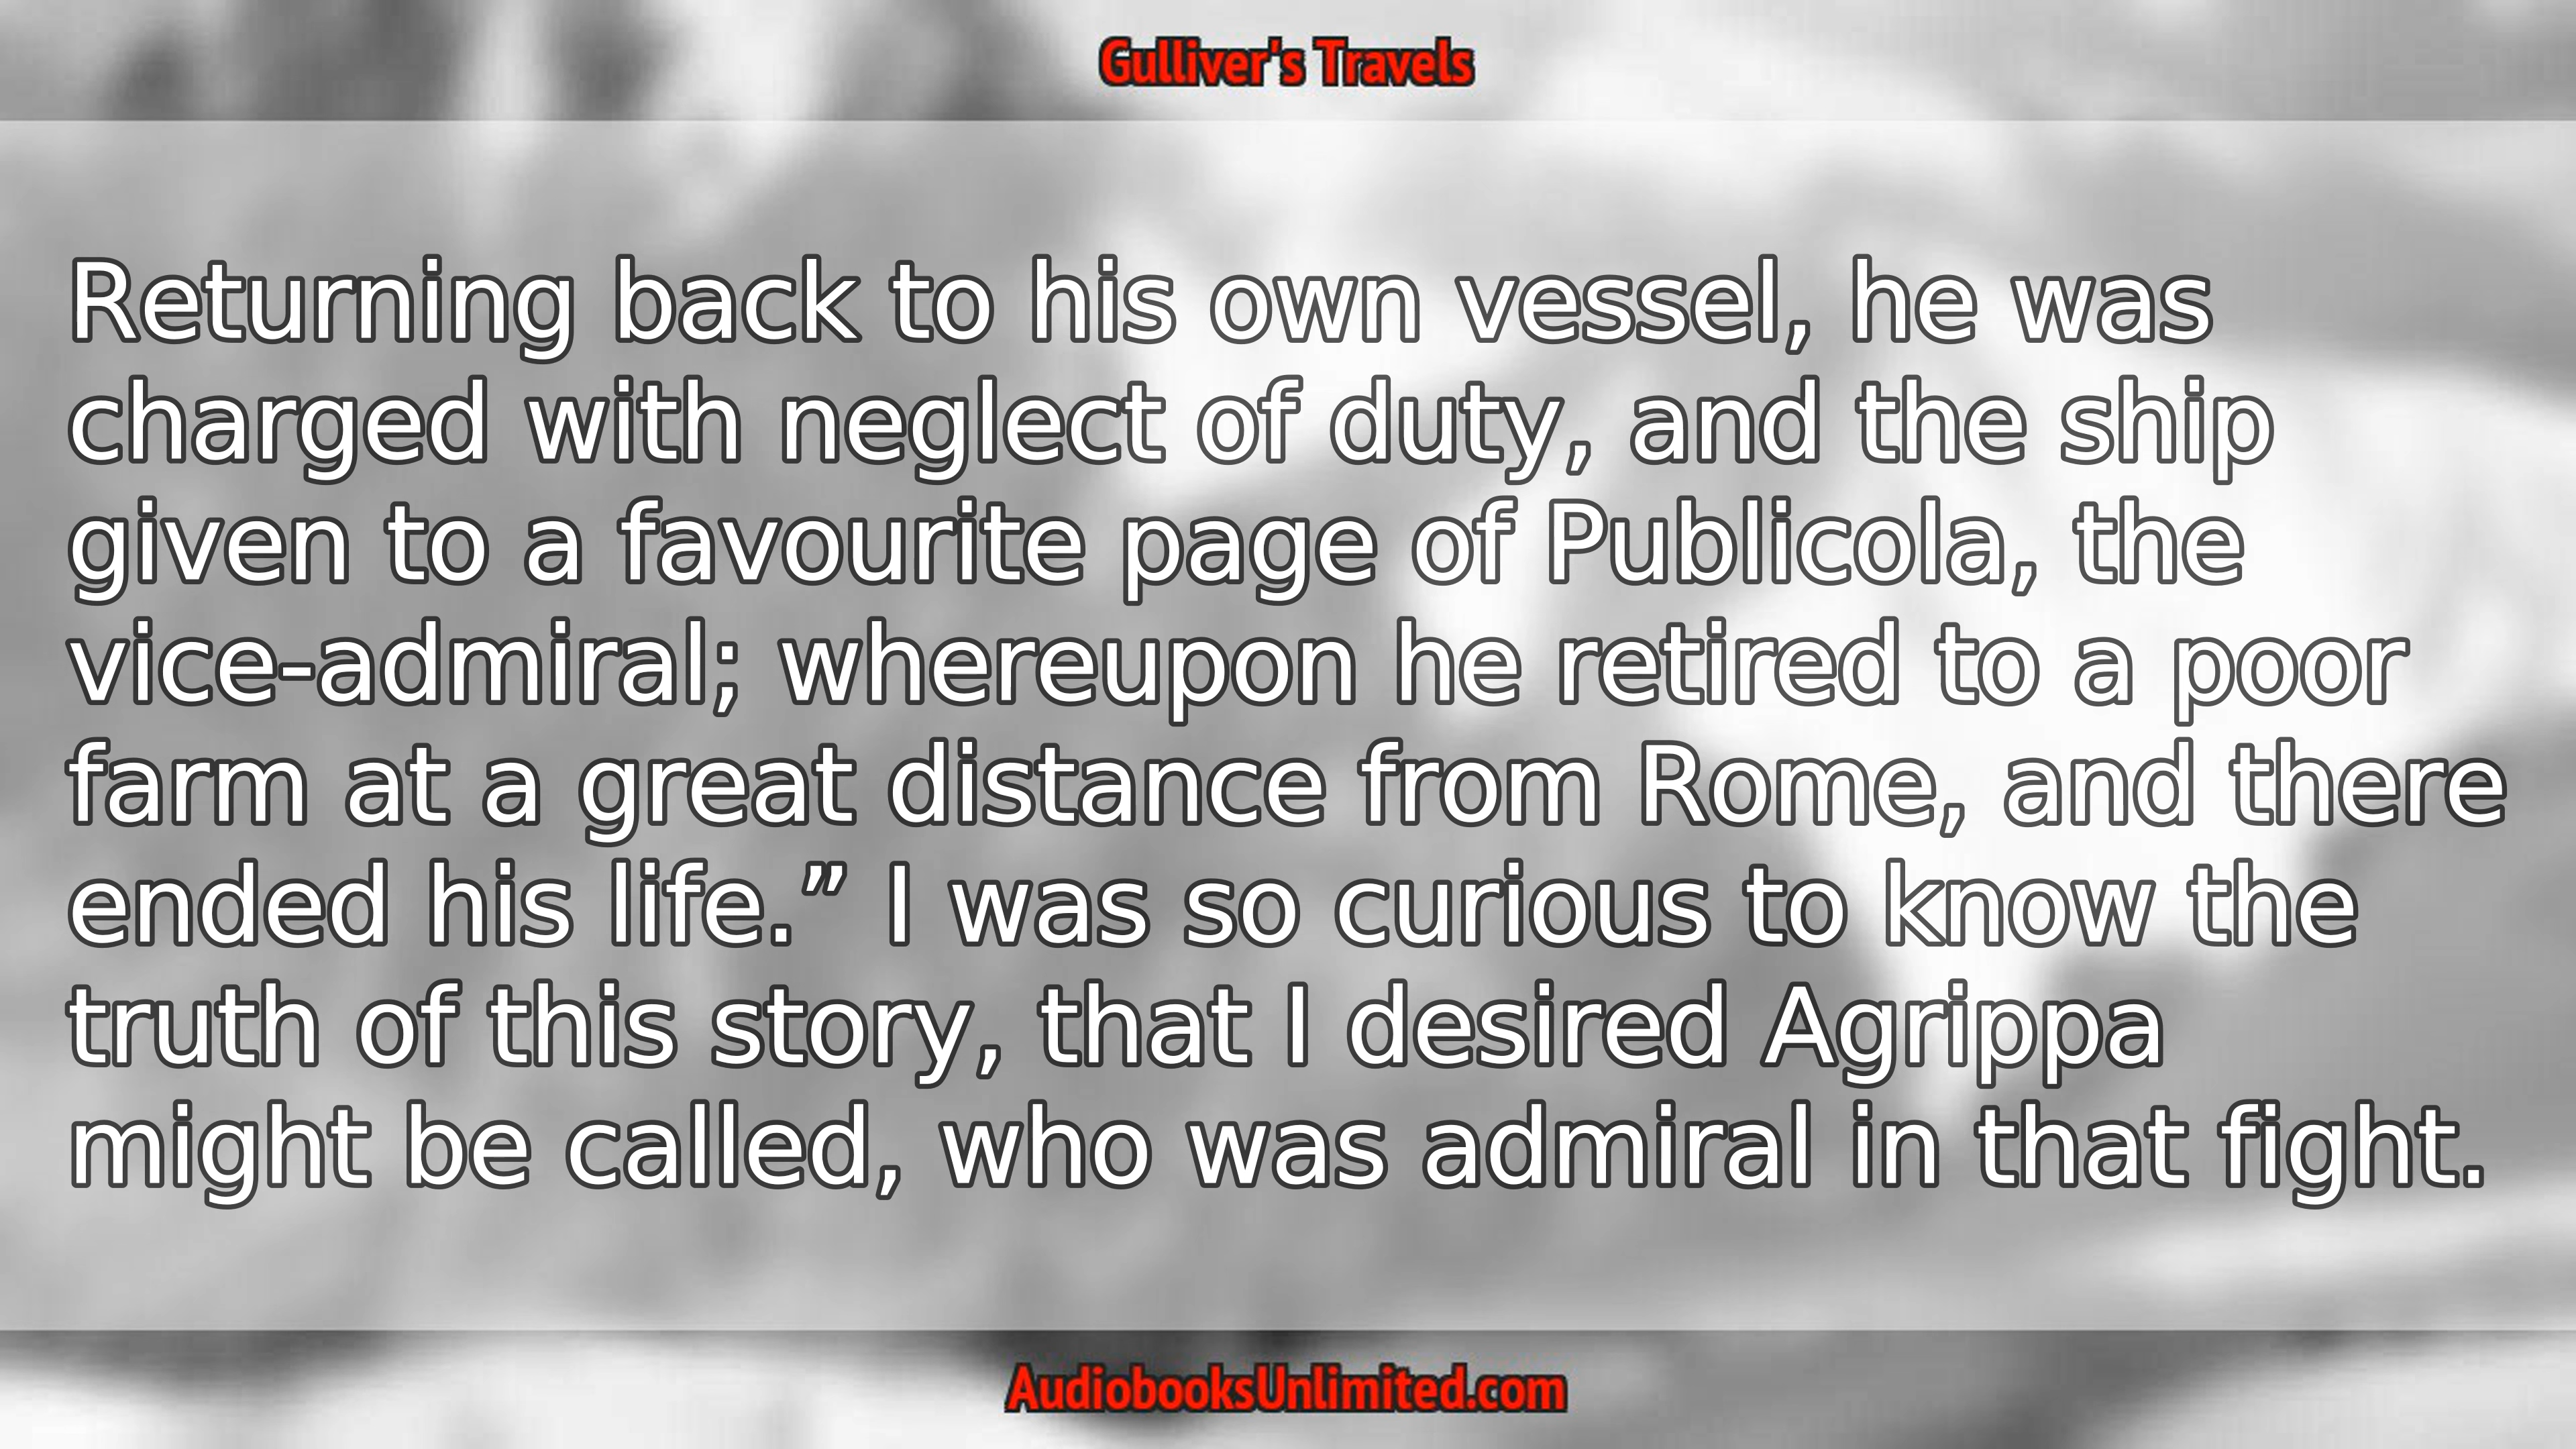 Gulliver's Travels
Returning back to his own vessel, he was
charged with neglect of duty, and the ship
given to a favourite page of Publicola, the
vice-admiral; whereupon he retired to a poor
farm at a great distance from Rome, and there
ended his life.” I was so curious to know the
truth of this story, that I desired Agrippa
might be called, who was admiral in that fight.
AudiobooksUnlimited.com